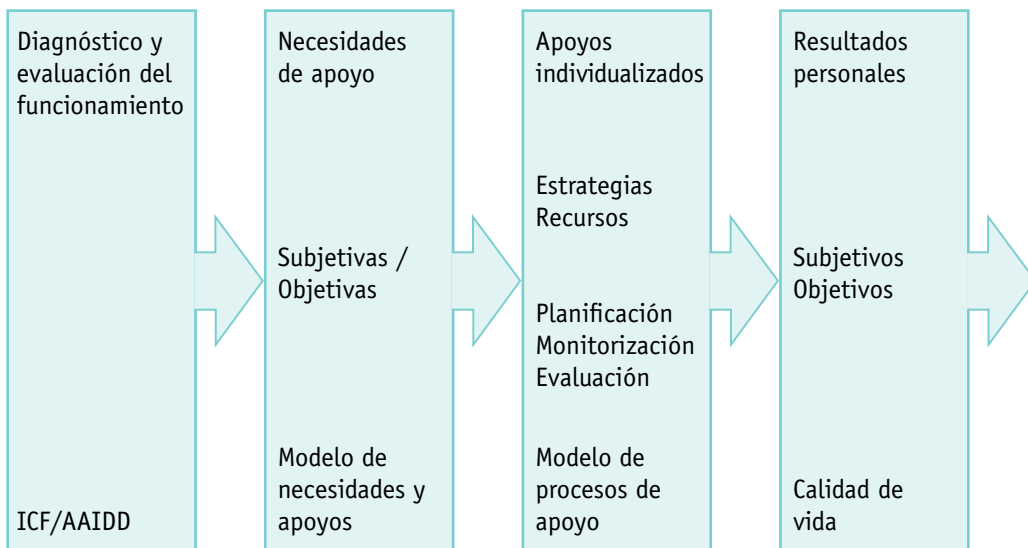 Diagnóstico y
evaluación del
funcionamiento
ICF/AAIDD
Necesidades
de apoyo
Subjetivas /
Objetivas
Modelo de
necesidades y
apoyos
Apoyos
individualizados
Estrategias
Recursos
Planificación
Monitorización
Evaluación
Modelo de
procesos de
apoyo
Resultados
personales
Subjetivos
Objetivos
Calidad de
vida